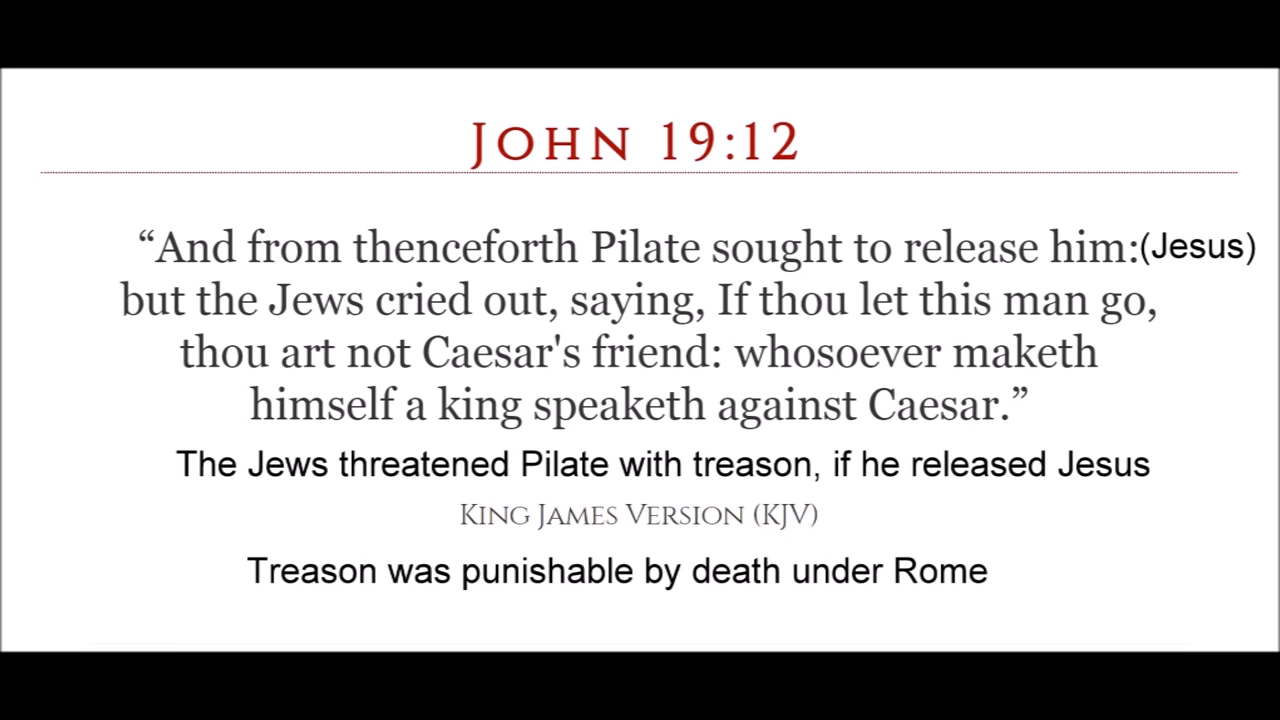 John 19:12
“And from thenceforth Pilate sought to release him:(Jesus)
but the Jews cried out, saying, If thou let this man go,
thou art not Caesar's friend: whosoever maketh
himself a king speaketh against Caesar.”
The Jews threatened Pilate with treason, if he released Jesus
King James Version (KJV)
Treason was punishable by death under Rome